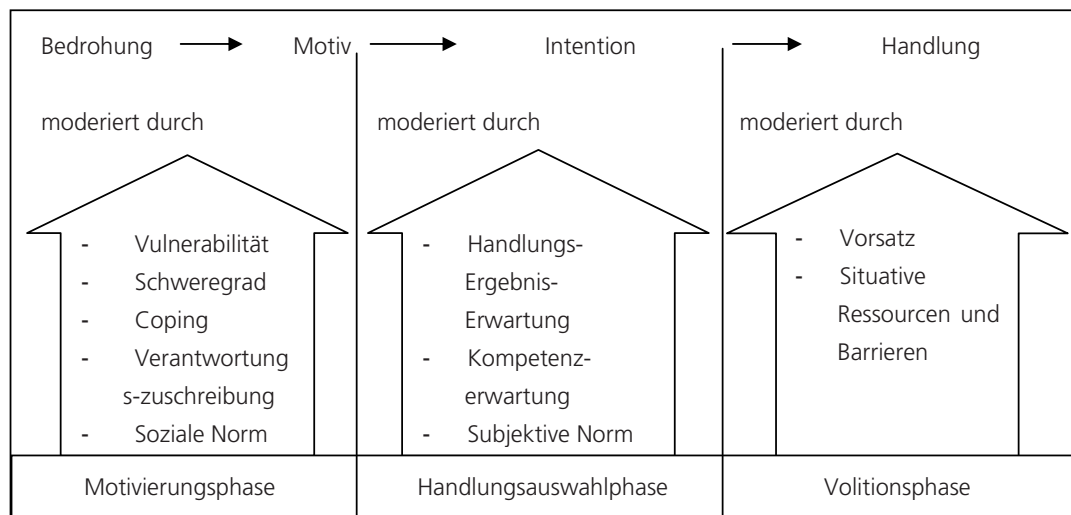 Bedrohung → Motiv → Intention → Handlung
moderiert durch
- Vulnerabilität
- Schweregrad
- Coping
- Verantwortung
s-zuschreibung
- Soziale Norm
Motivierungsphase
moderiert durch
- Handlungs-
Ergebnis-
Erwartung
- Kompetenz-
erwartung
- Subjektive Norm
Handlungsauswahlphase
moderiert durch
- Vorsatz
- Situative
Ressourcen und
Barrieren
Volitionsphase